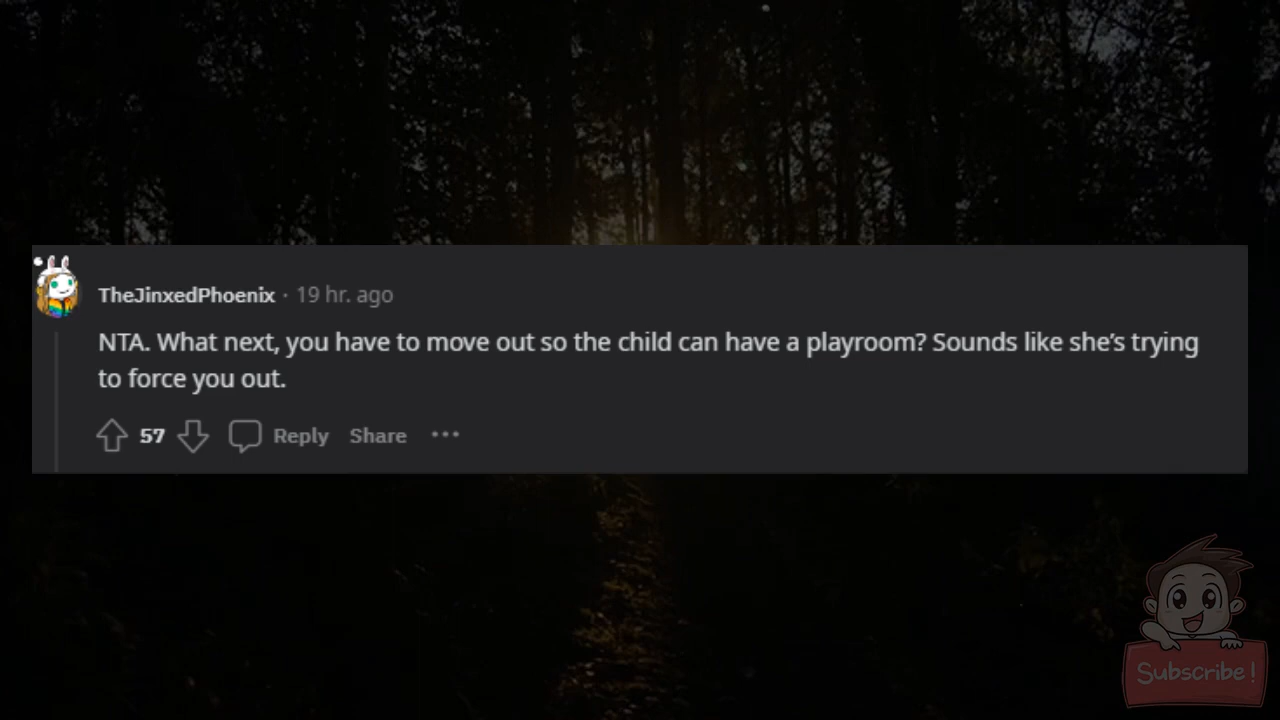 TheJinxedPhoenix · 19 hr. ago
NTA. What next, you have to move out so the child can have a playroom? Sounds like she’s trying
to force you out.
57 Reply Share ···
Subscribe!